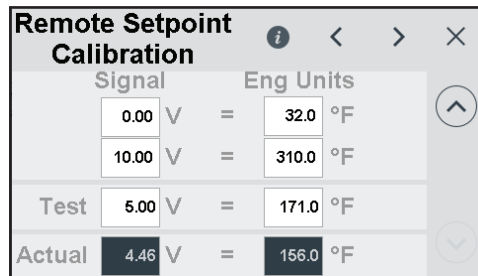 Remote Setpoint
Calibration
Signal Eng Units
0.00 V = 32.0 °F
10.00 V = 310.0 °F
Test 5.00 V = 171.0 °F
Actual 4.46 V = 156.0 °F